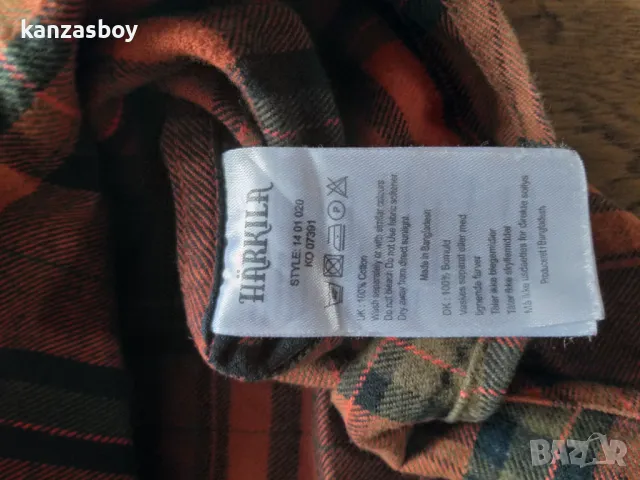 kanzasboy
HÄRKILA
STYLE: 14 01 020
KO 07391
UK : 100% Cotton
Wash separately or with similar colours
Do not bleach. Do not Use fabric softener
Dry away from direct sunlight.
Made in Bangladesh
DK : 100% Bomuld
Vaskes separat eller med
lignende farver
Tåler ikke blegemidler
Tåler ikke skyllemidler
Må ikke udsættes for direkte sollys
Produceret i Bangladesh
BAZAR